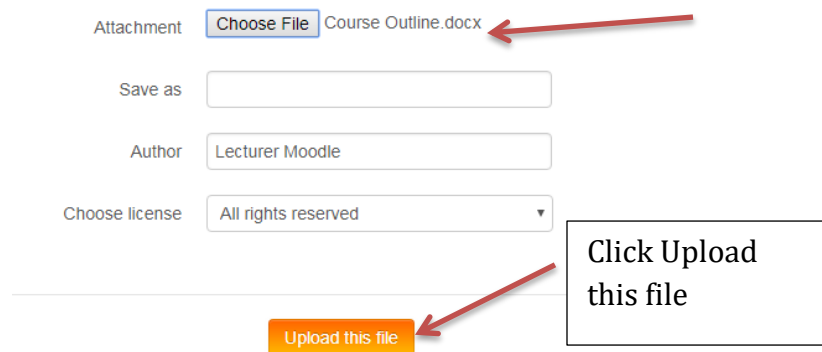 Attachment Choose File Course Outline.docx
Save as
Author Lecturer Moodle
Choose license All rights reserved
Click Upload
this file
Upload this file